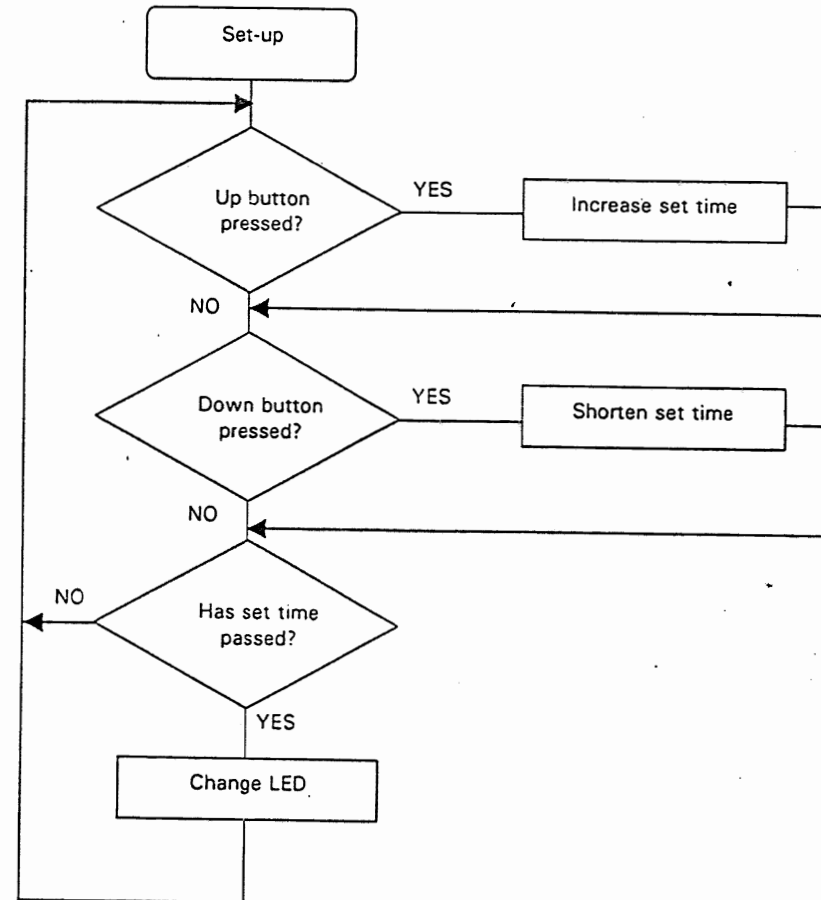 Set-up
Up button
pressed?
YES
Increase set time
NO
Down button
pressed?
YES
Shorten set time
NO
Has set time
passed?
NO
YES
Change LED